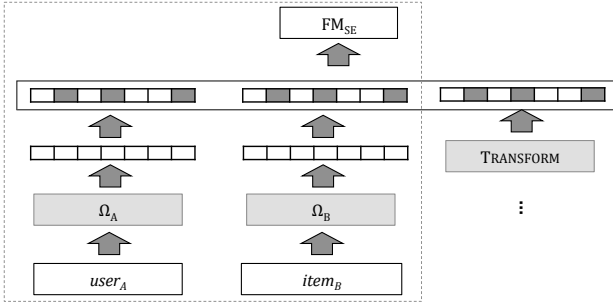 FM_SE
TRANSFORM
Ω_A Ω_B
⋮
user_A item_B